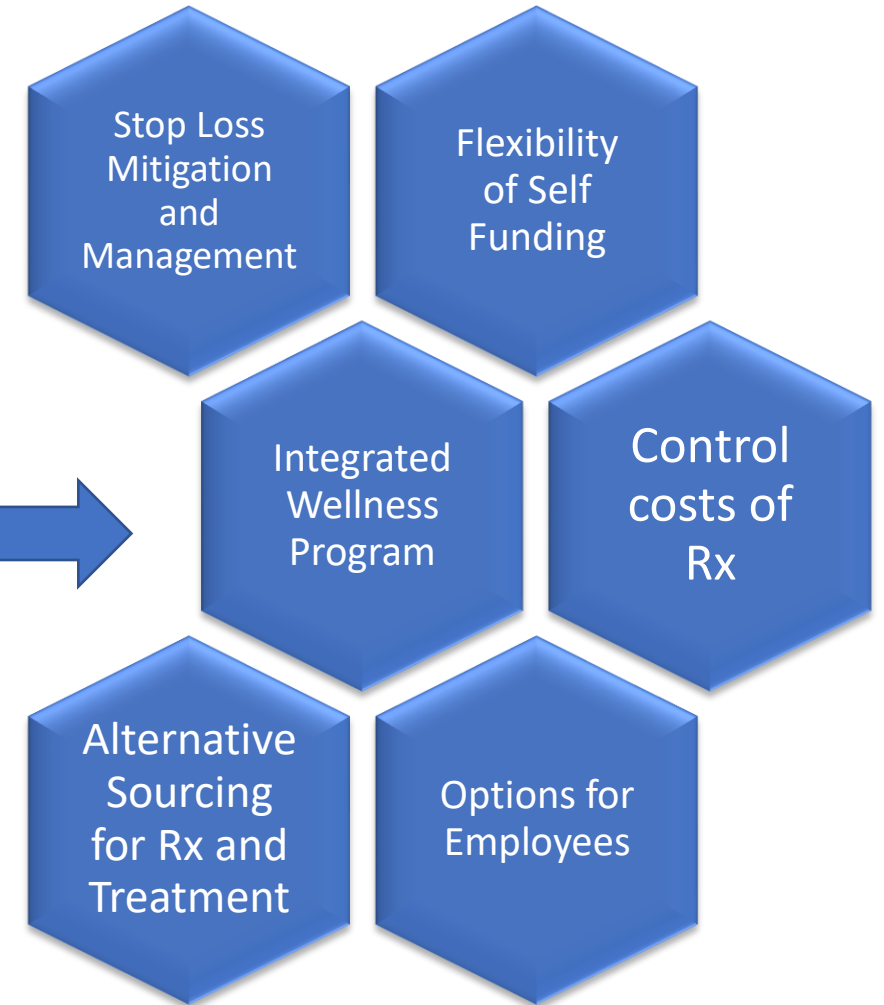 Stop Loss
Mitigation
and
Management
Flexibility
of Self
Funding
Integrated
Wellness
Program
Control
costs of
Rx
Alternative
Sourcing
for Rx and
Treatment
Options for
Employees